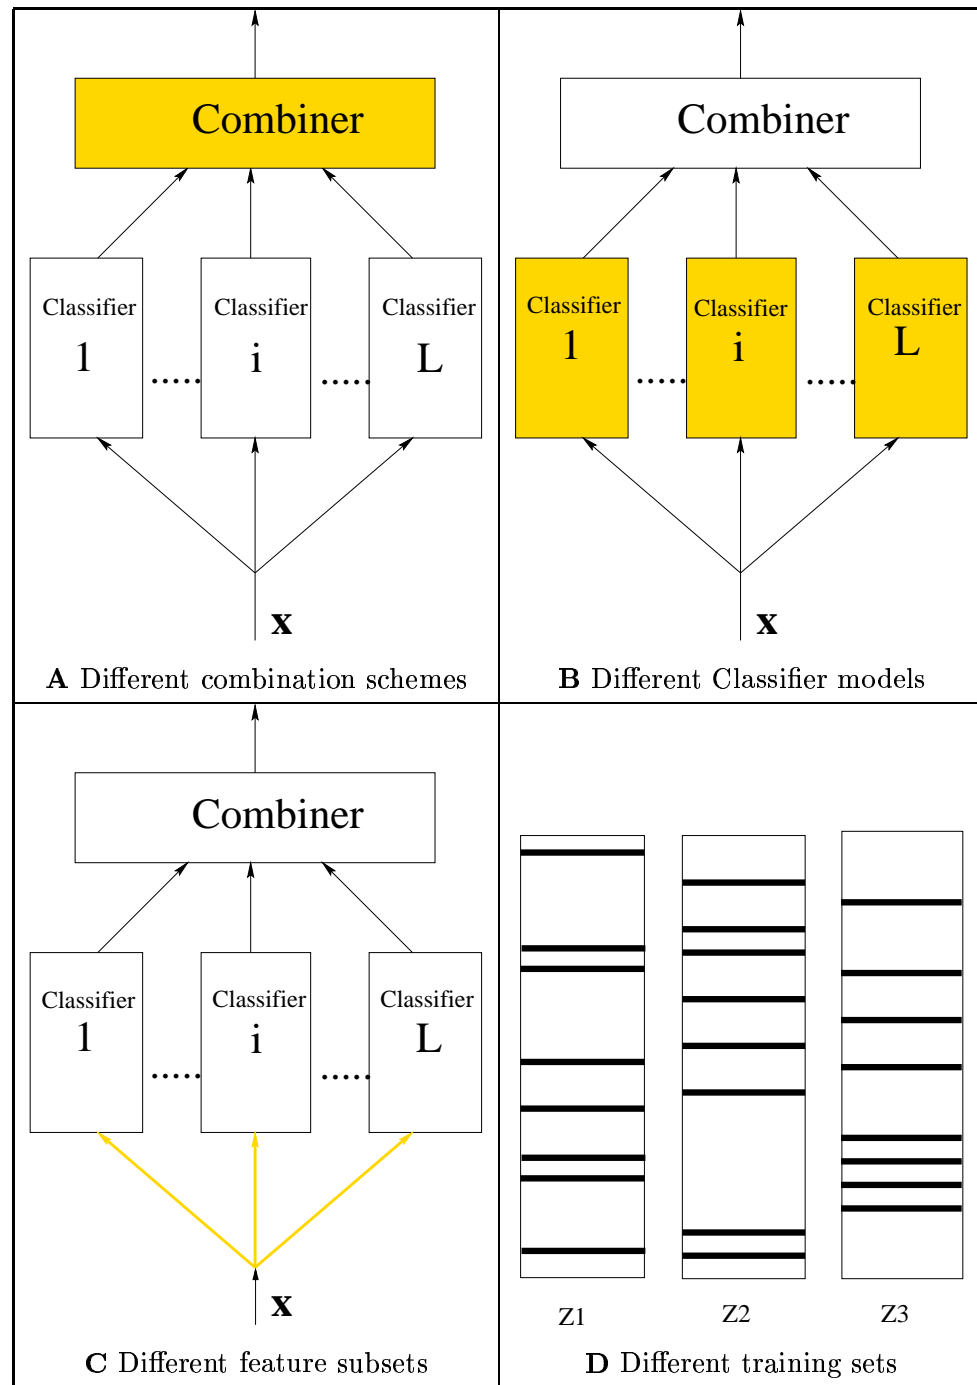 Combiner
Classifier Classifier Classifier
1 ..... i ..... L
x
A Different combination schemes
Combiner
Classifier Classifier Classifier
1 ..... i ..... L
x
B Different Classifier models
Combiner
Classifier Classifier Classifier
1 ..... i ..... L
x
C Different feature subsets
Z1 Z2 Z3
D Different training sets